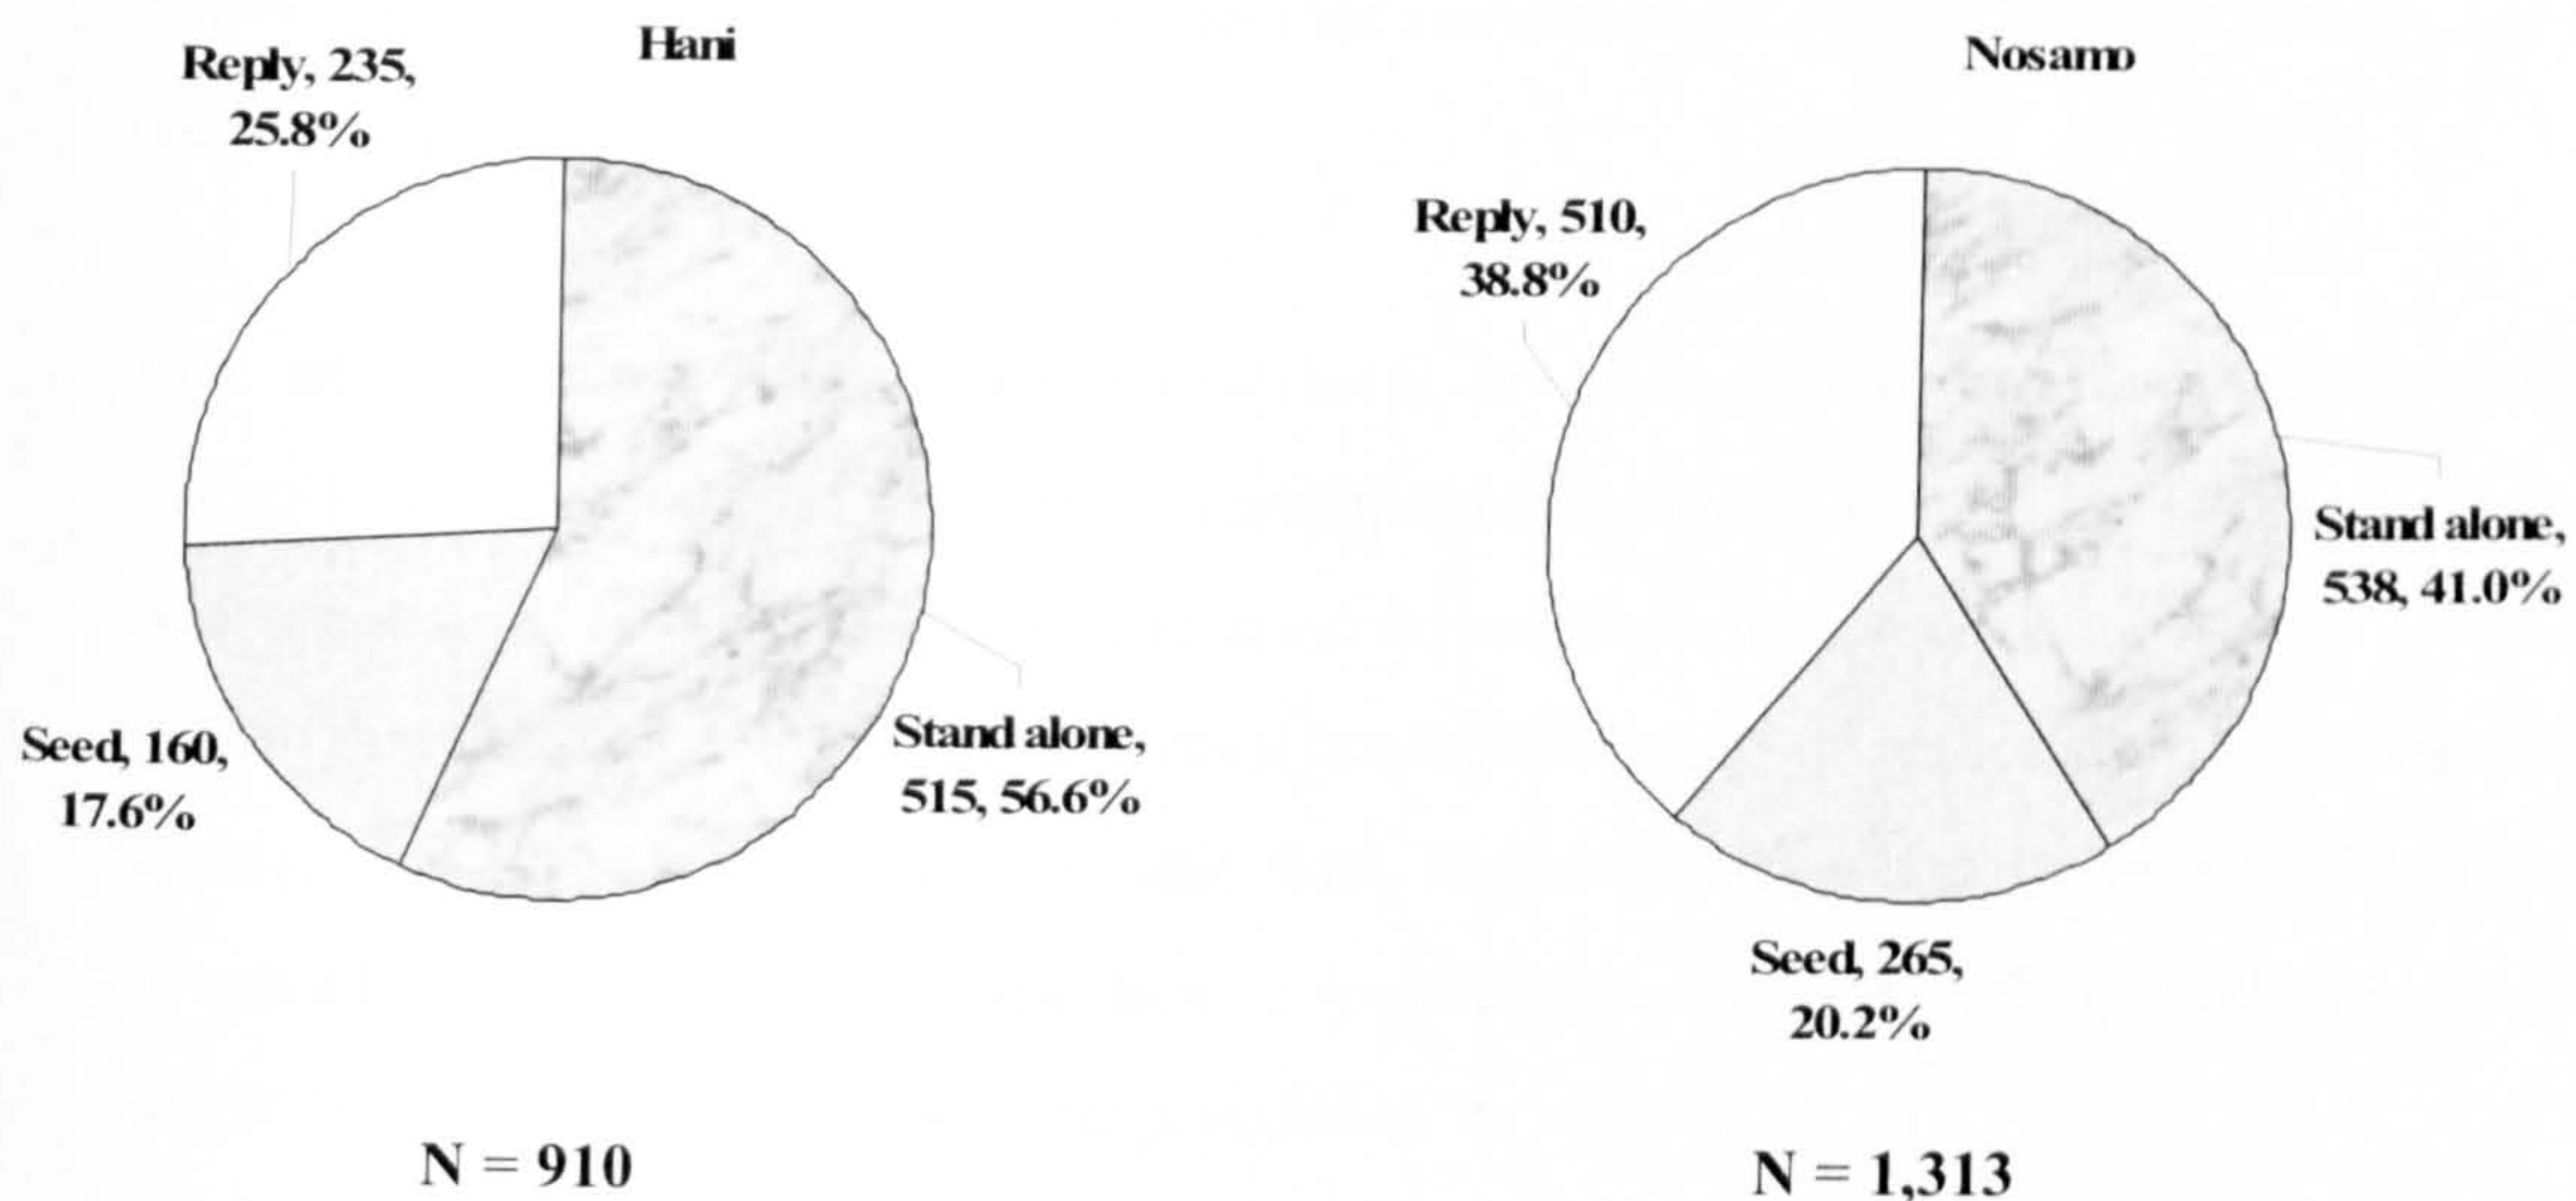 Hani
Reply, 235,
25.8%
Seed, 160,
17.6%
Stand alone,
515, 56.6%
N = 910
Nosamo
Reply, 510,
38.8%
Stand alone,
538, 41.0%
Seed, 265,
20.2%
N = 1,313